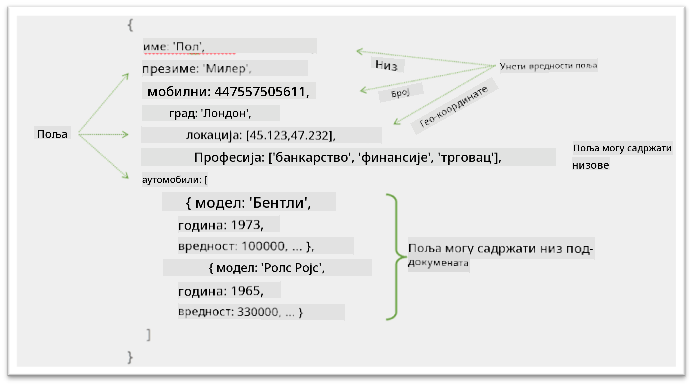 {
име: 'Пол',
презиме: 'Милер',
мобилни: 447557505611,
град: 'Лондон',
локација: [45.123,47.232],
Професија: ['банкарство', 'финансије', 'трговац'],
аутомобили: [
{ модел: 'Бентли',
година: 1973,
вредност: 100000, ... },
{ модел: 'Ролс Ројс',
година: 1965,
вредност: 330000, ... }
]
}
Поља
Низ
Број
Гео-координате
Унети вредности поља
Поља могу садржати
низове
Поља могу садржати низ под-
докумената